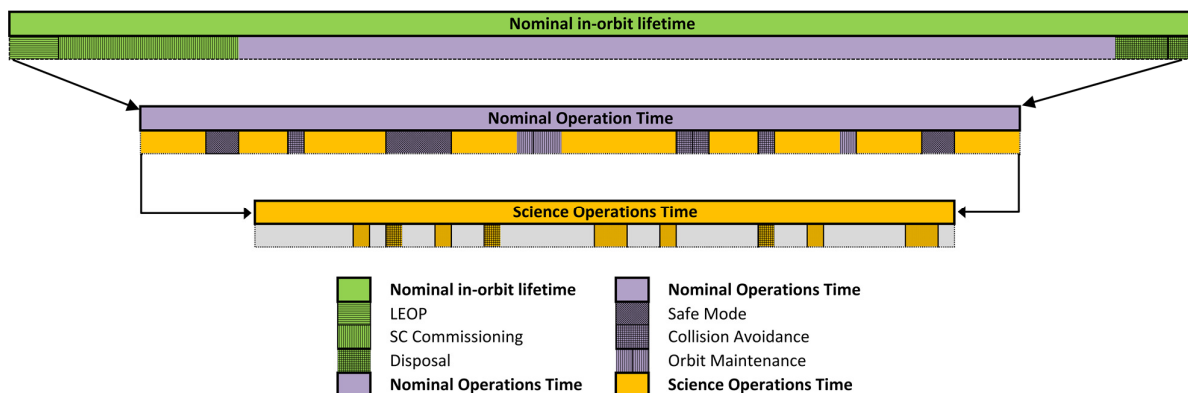 Nominal in-orbit lifetime
Nominal Operation Time
Science Operations Time
Nominal in-orbit lifetime
LEOP
SC Commissioning
Disposal
Nominal Operations Time
Nominal Operations Time
Safe Mode
Collision Avoidance
Orbit Maintenance
Science Operations Time